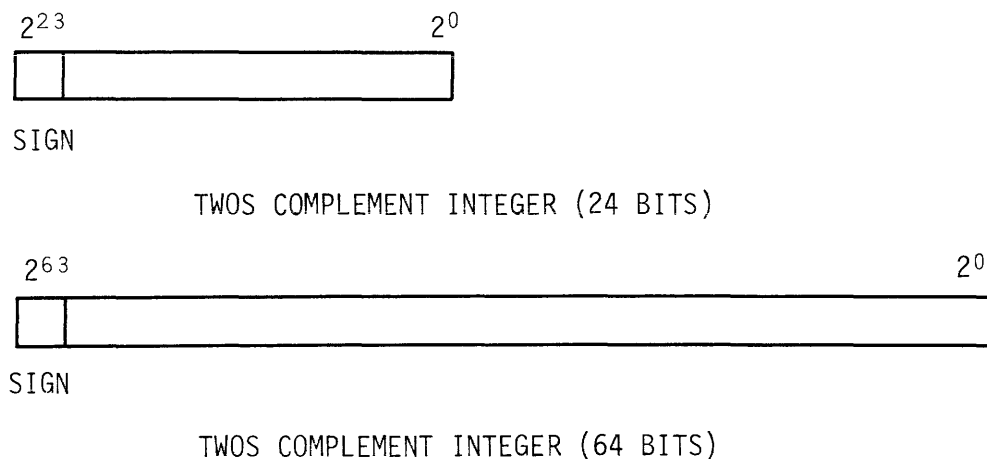 2²³ 2⁰
SIGN
TWOS COMPLEMENT INTEGER (24 BITS)
2⁶³ 2⁰
SIGN
TWOS COMPLEMENT INTEGER (64 BITS)